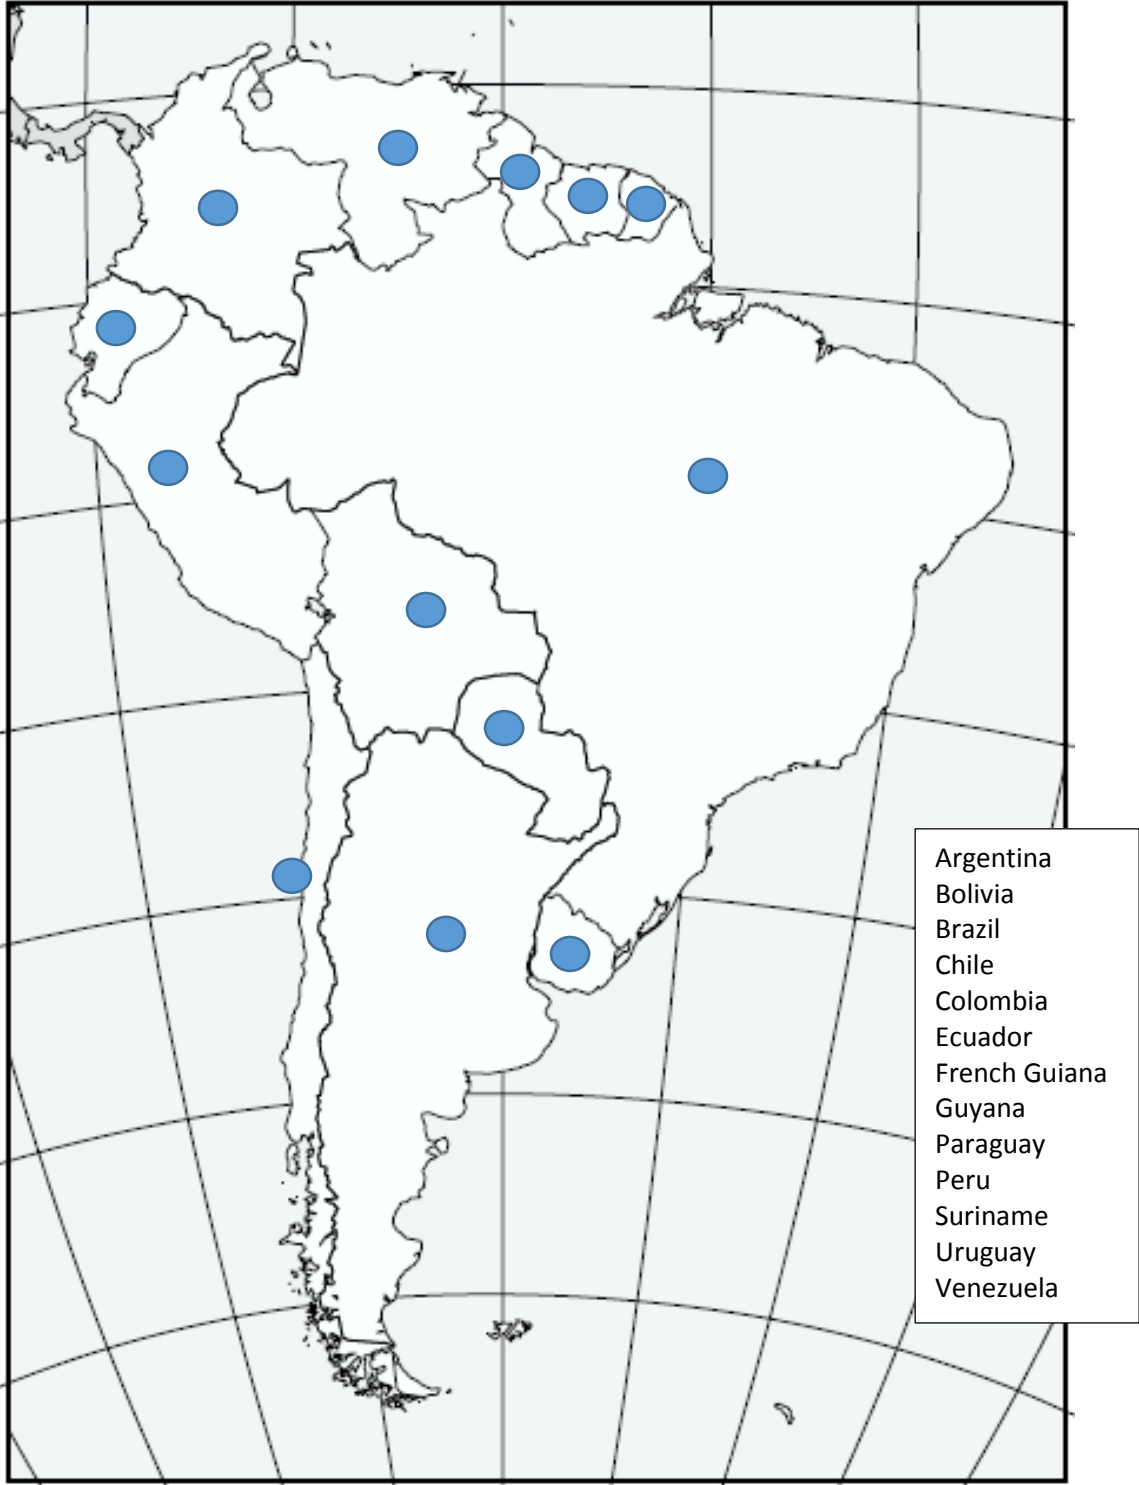 Argentina
Bolivia
Brazil
Chile
Colombia
Ecuador
French Guiana
Guyana
Paraguay
Peru
Suriname
Uruguay
Venezuela